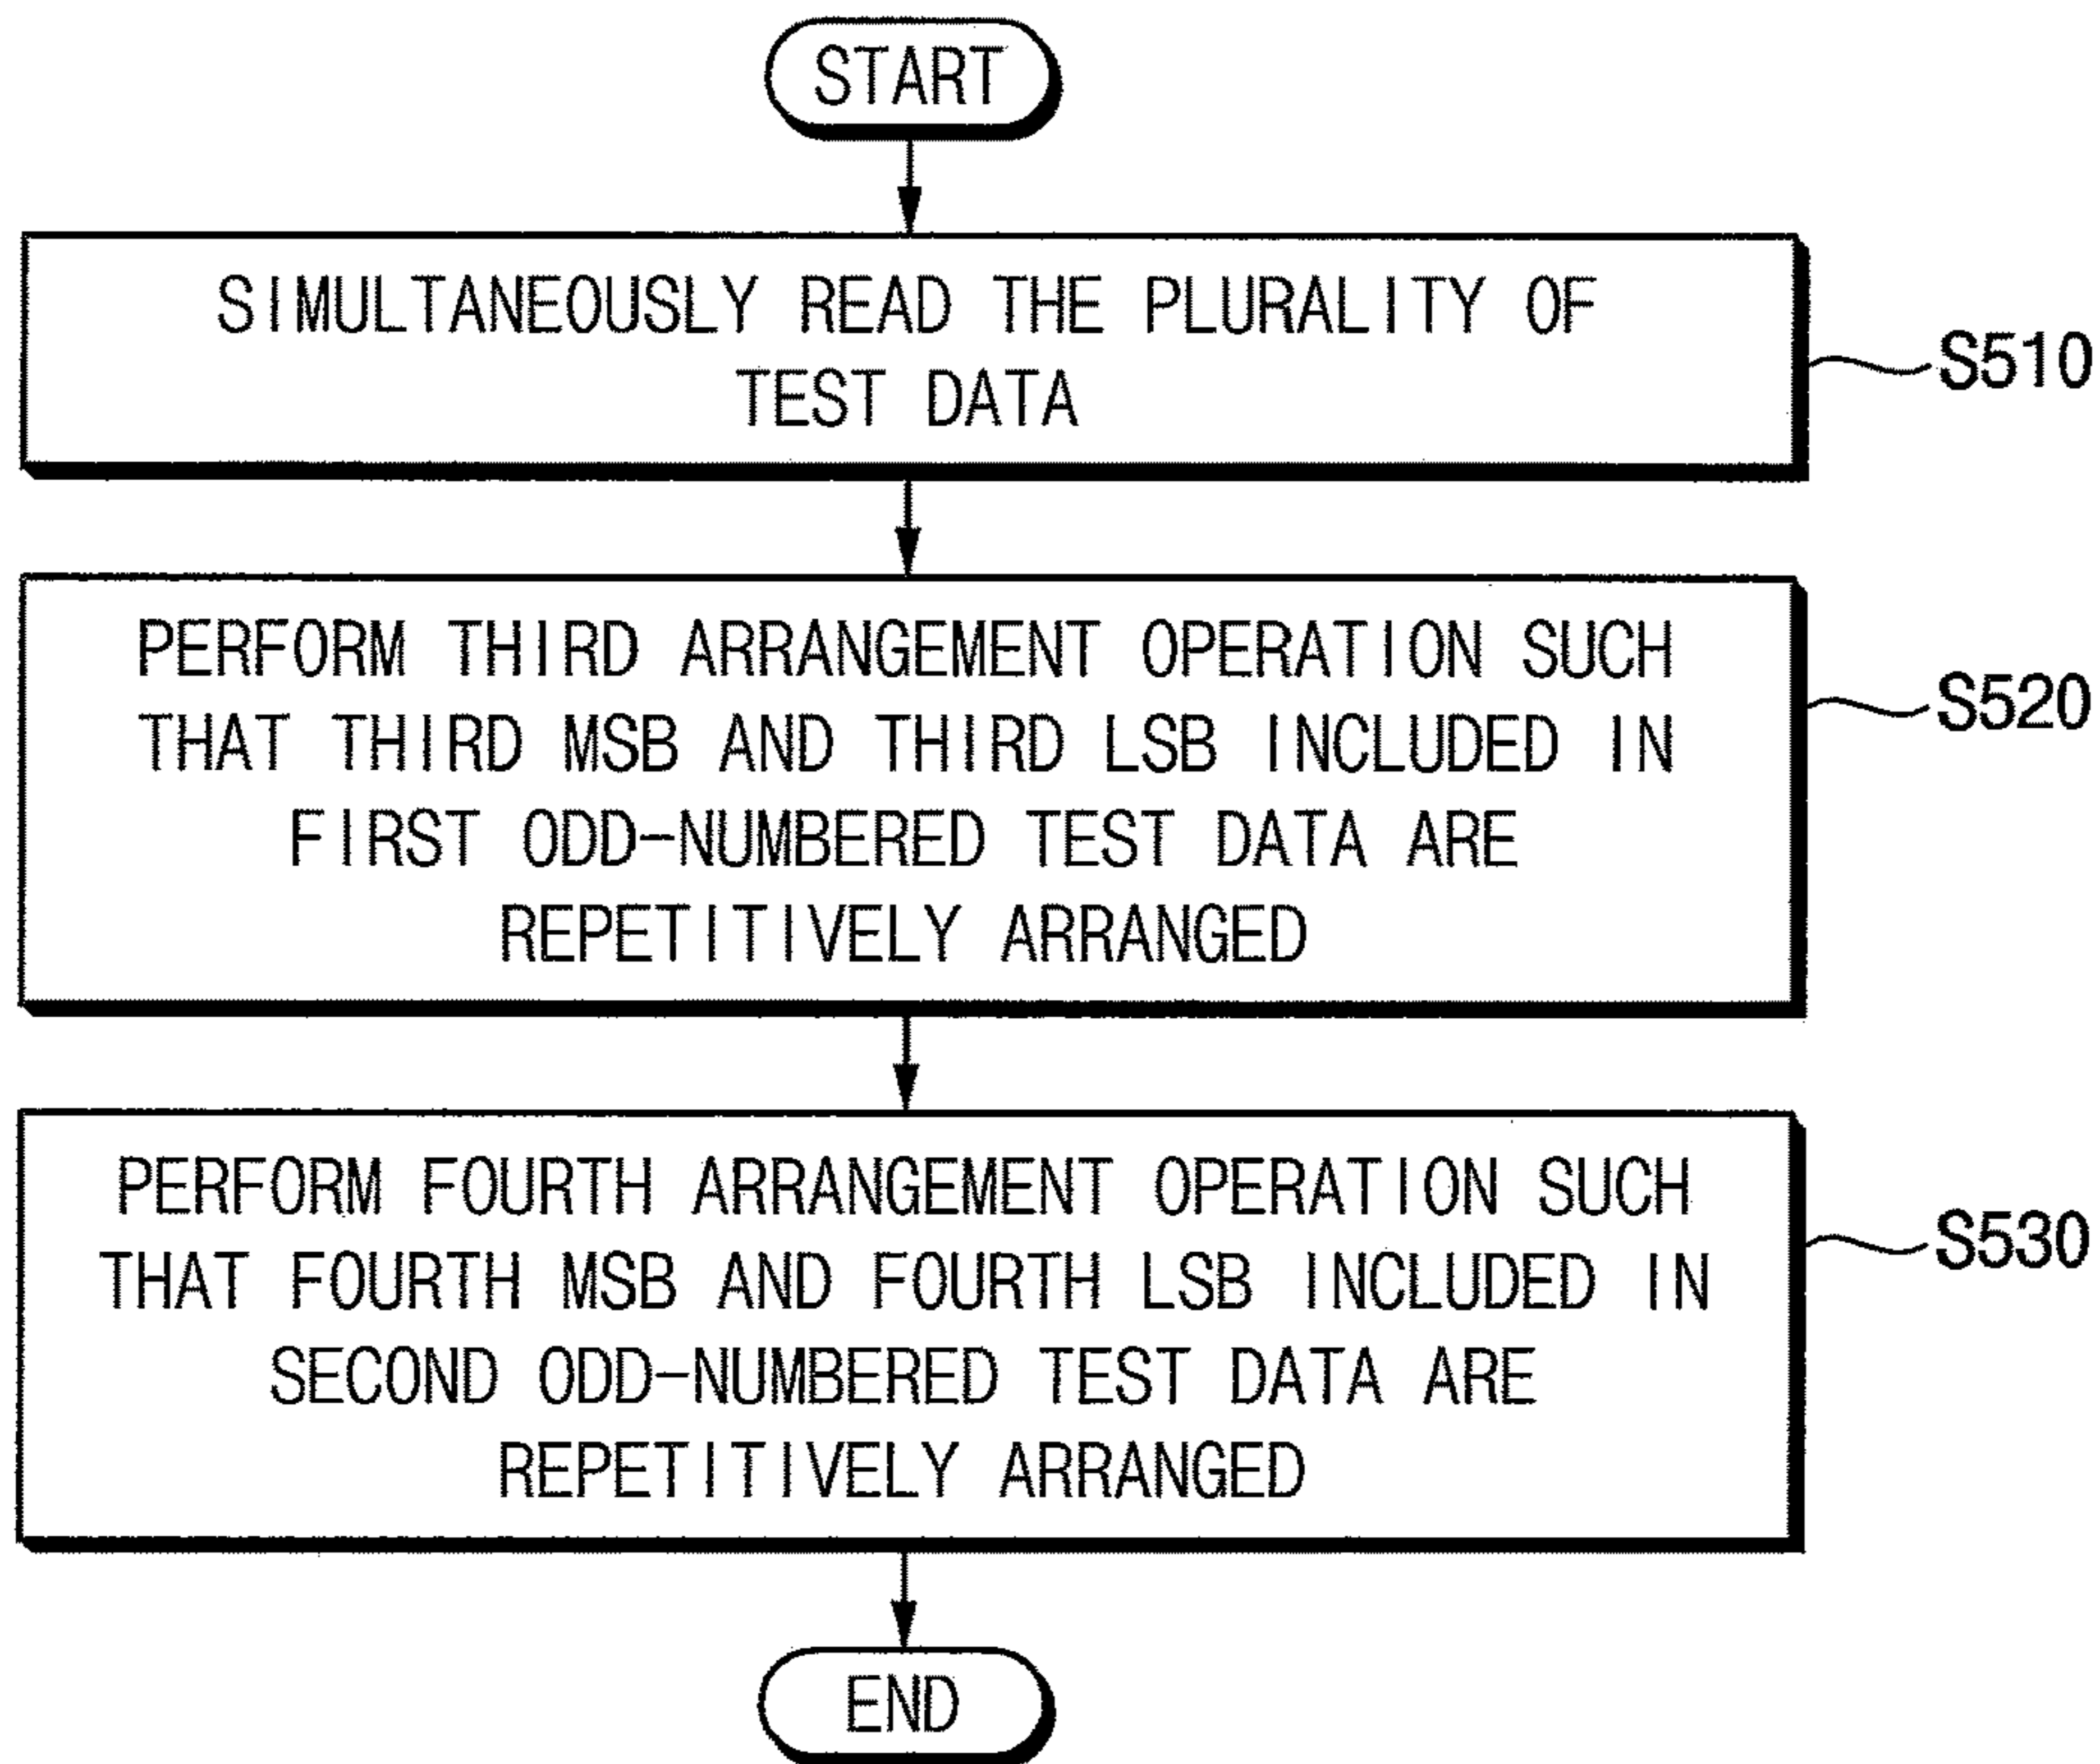 START
SIMULTANEOUSLY READ THE PLURALITY OF
TEST DATA
S510
PERFORM THIRD ARRANGEMENT OPERATION SUCH
THAT THIRD MSB AND THIRD LSB INCLUDED IN
FIRST ODD-NUMBERED TEST DATA ARE
REPETITIVELY ARRANGED
S520
PERFORM FOURTH ARRANGEMENT OPERATION SUCH
THAT FOURTH MSB AND FOURTH LSB INCLUDED IN
SECOND ODD-NUMBERED TEST DATA ARE
REPETITIVELY ARRANGED
S530
END